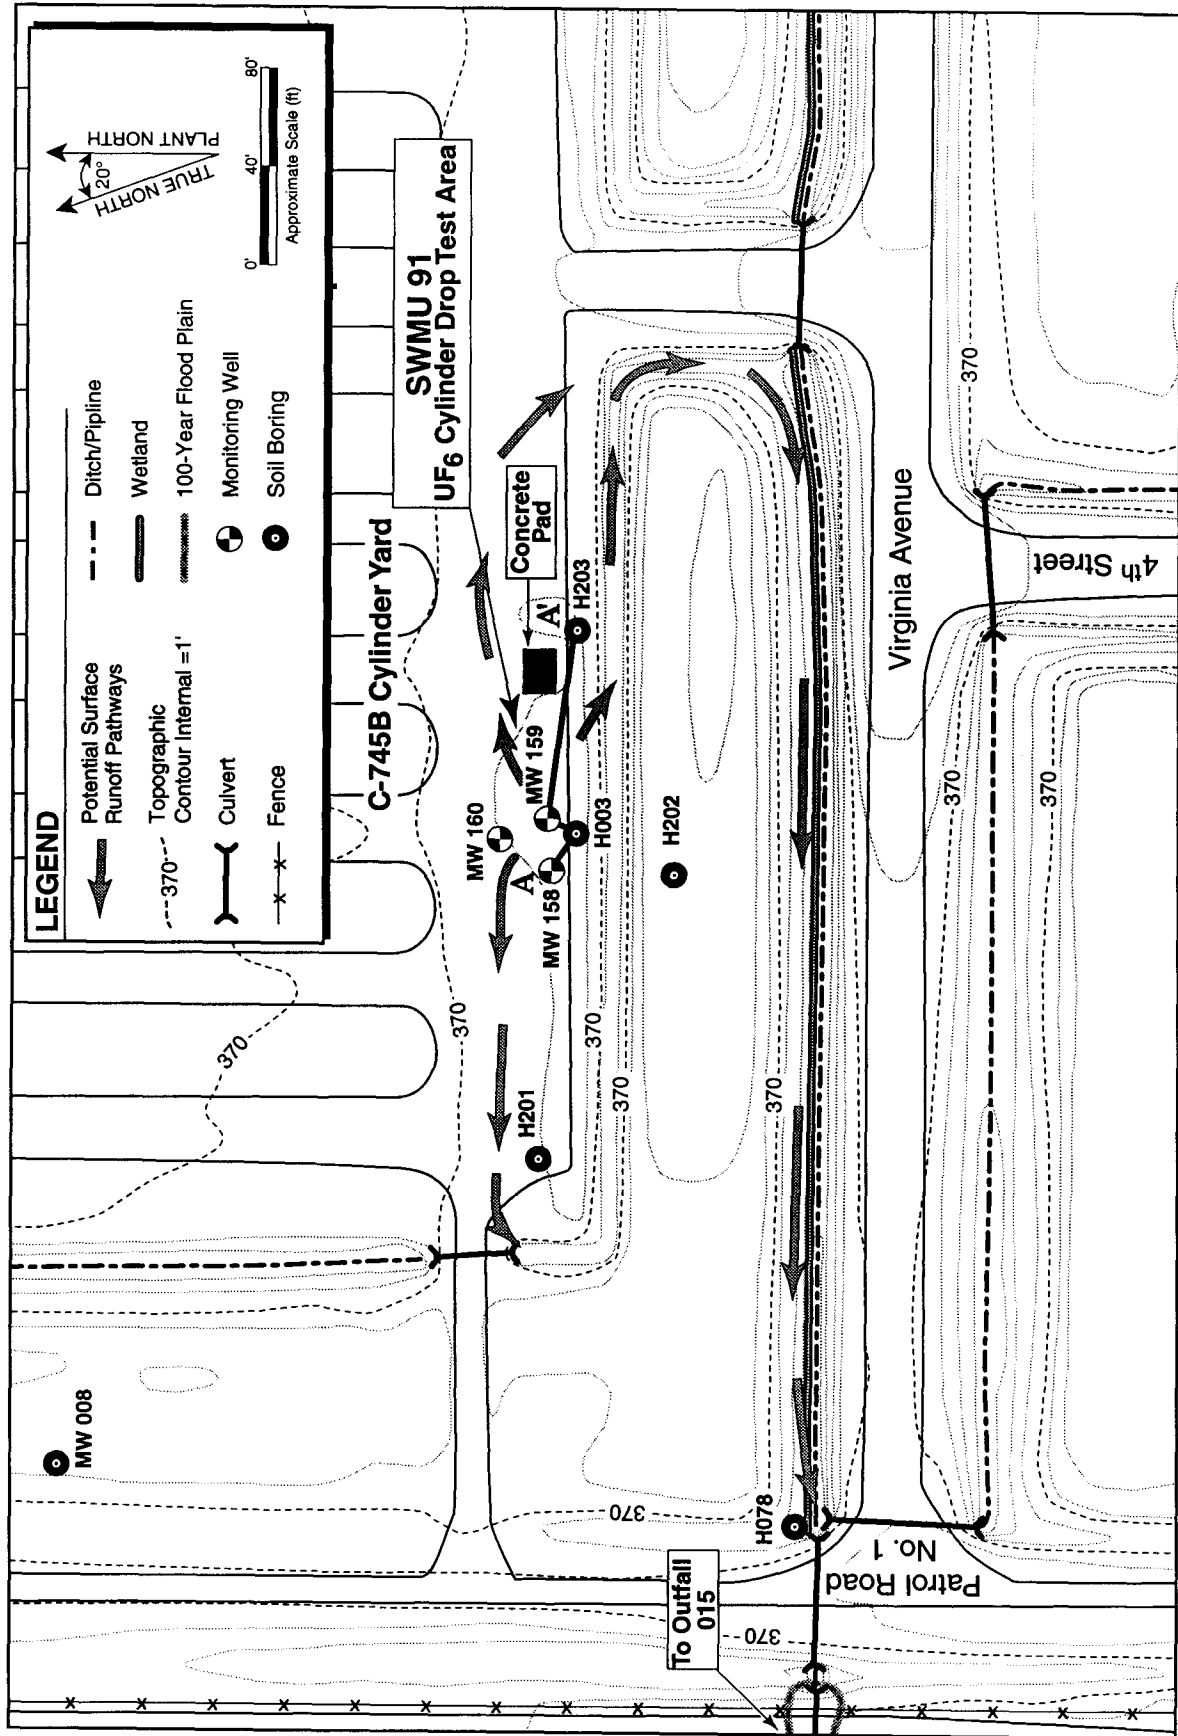 LEGEND
Potential Surface
Runoff Pathways
370
Topographic
Contour Internal = 1'
Culvert
x x Fence
Ditch/Pipline
Wetland
100-Year Flood Plain
Monitoring Well
Soil Boring
TRUE NORTH
20°
PLANT NORTH
0' 40' 80'
Approximate Scale (ft)
C-745B Cylinder Yard
SWMU 91
UF6 Cylinder Drop Test Area
Concrete
Pad
MW 008
370
370
MW 160
MW 159
MW 158
A
A'
H003
H203
H201
H202
370
370
370
H078
370
370
To Outfall
015
Patrol Road
No. 1
Virginia Avenue
4th Street
370
370
370
x x x x x x x x x x x x x x x x